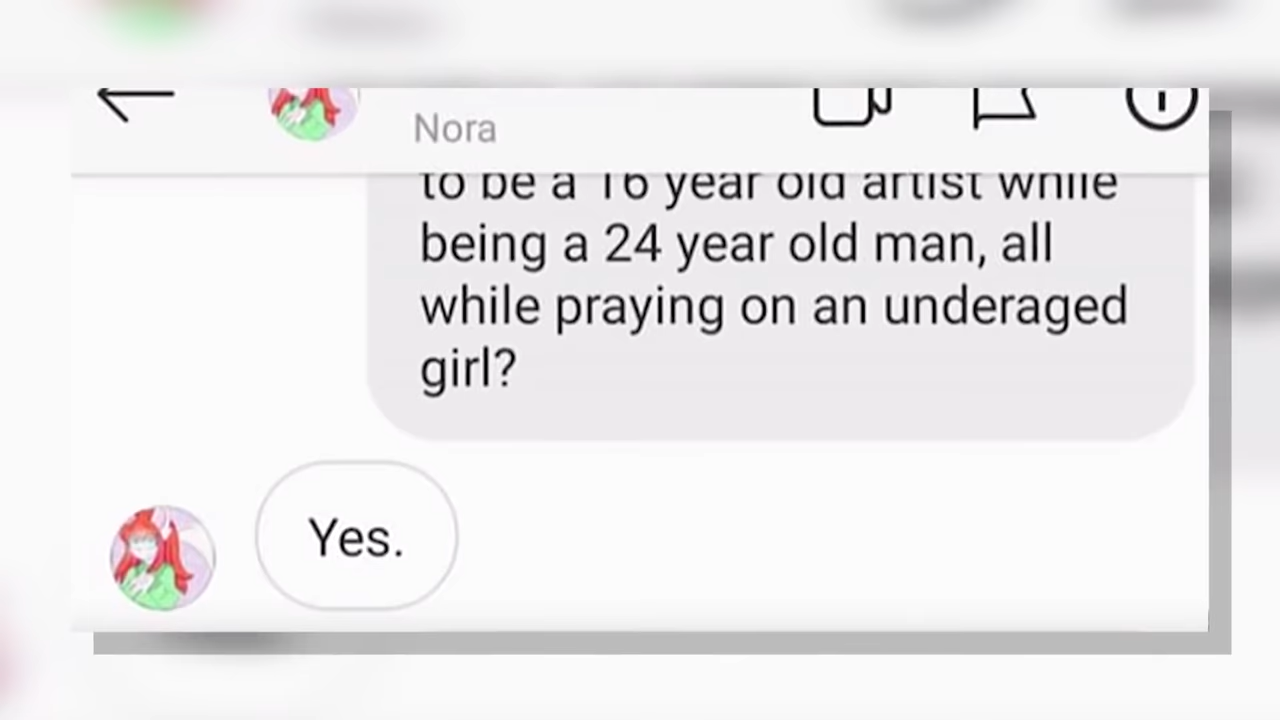 Nora
to be a 16 year old artist while
being a 24 year old man, all
while praying on an underaged
girl?
Yes.